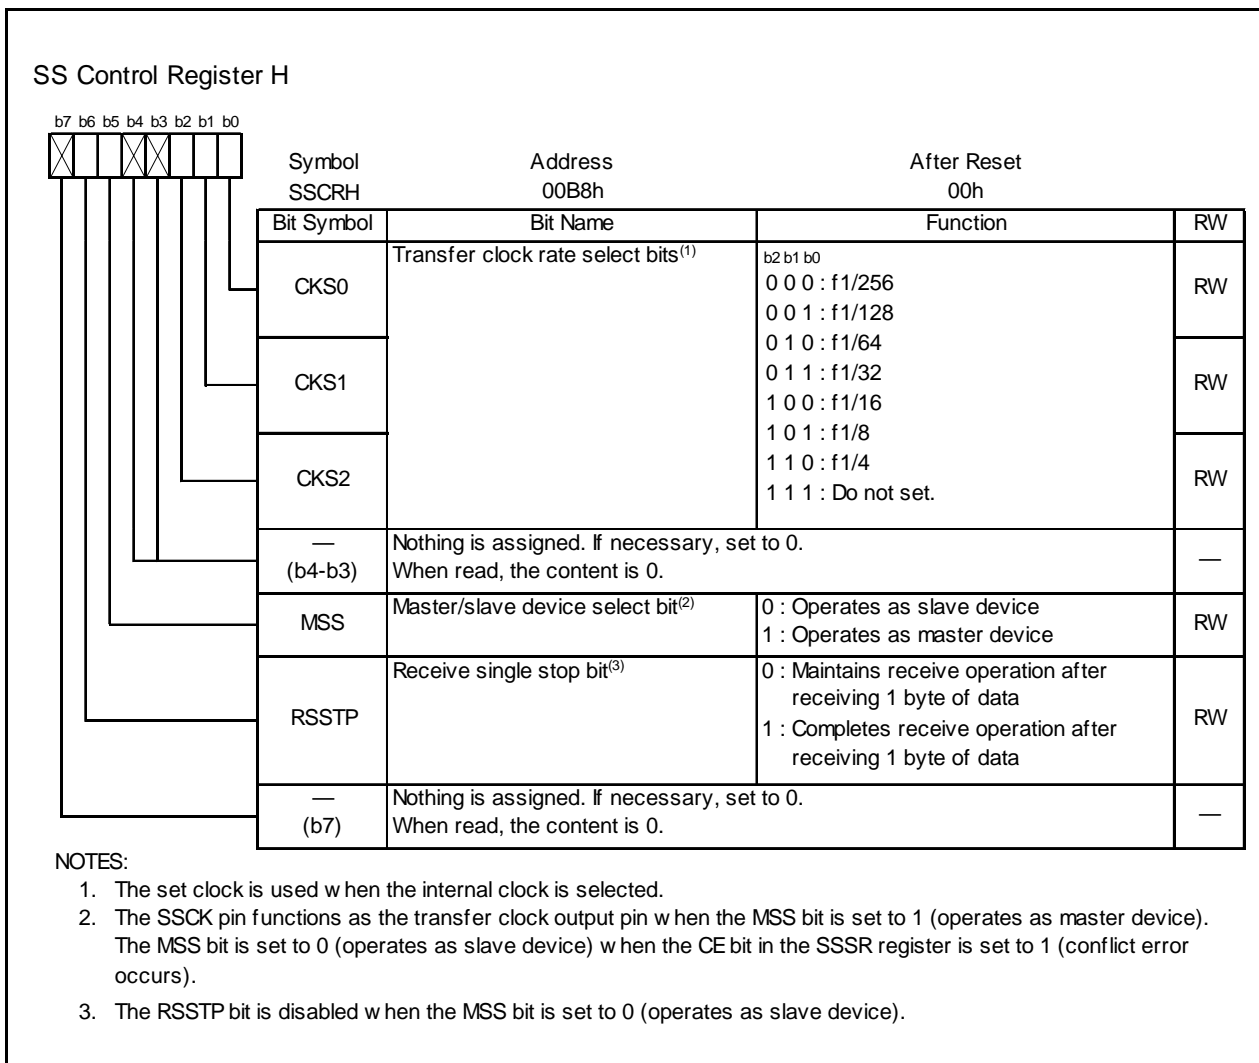 SS Control Register H
b7 b6 b5 b4 b3 b2 b1 b0
Symbol Address After Reset
SSCRH 00B8h 00h
Bit Symbol Bit Name Function RW
CKS0 Transfer clock rate select bits(1) b2 b1 b0
0 0 0 : f1/256 RW
0 0 1 : f1/128
0 1 0 : f1/64
CKS1 0 1 1 : f1/32 RW
1 0 0 : f1/16
1 0 1 : f1/8
CKS2 1 1 0 : f1/4 RW
1 1 1 : Do not set.
— Nothing is assigned. If necessary, set to 0. —
(b4-b3) When read, the content is 0.
MSS Master/slave device select bit(2) 0 : Operates as slave device RW
1 : Operates as master device
RSSTP Receive single stop bit(3) 0 : Maintains receive operation after
receiving 1 byte of data RW
1 : Completes receive operation after
receiving 1 byte of data
— Nothing is assigned. If necessary, set to 0. —
(b7) When read, the content is 0.
NOTES:
1. The set clock is used when the internal clock is selected.
2. The SSCK pin functions as the transfer clock output pin when the MSS bit is set to 1 (operates as master device).
The MSS bit is set to 0 (operates as slave device) when the CE bit in the SSSR register is set to 1 (conflict error
occurs).
3. The RSSTP bit is disabled when the MSS bit is set to 0 (operates as slave device).